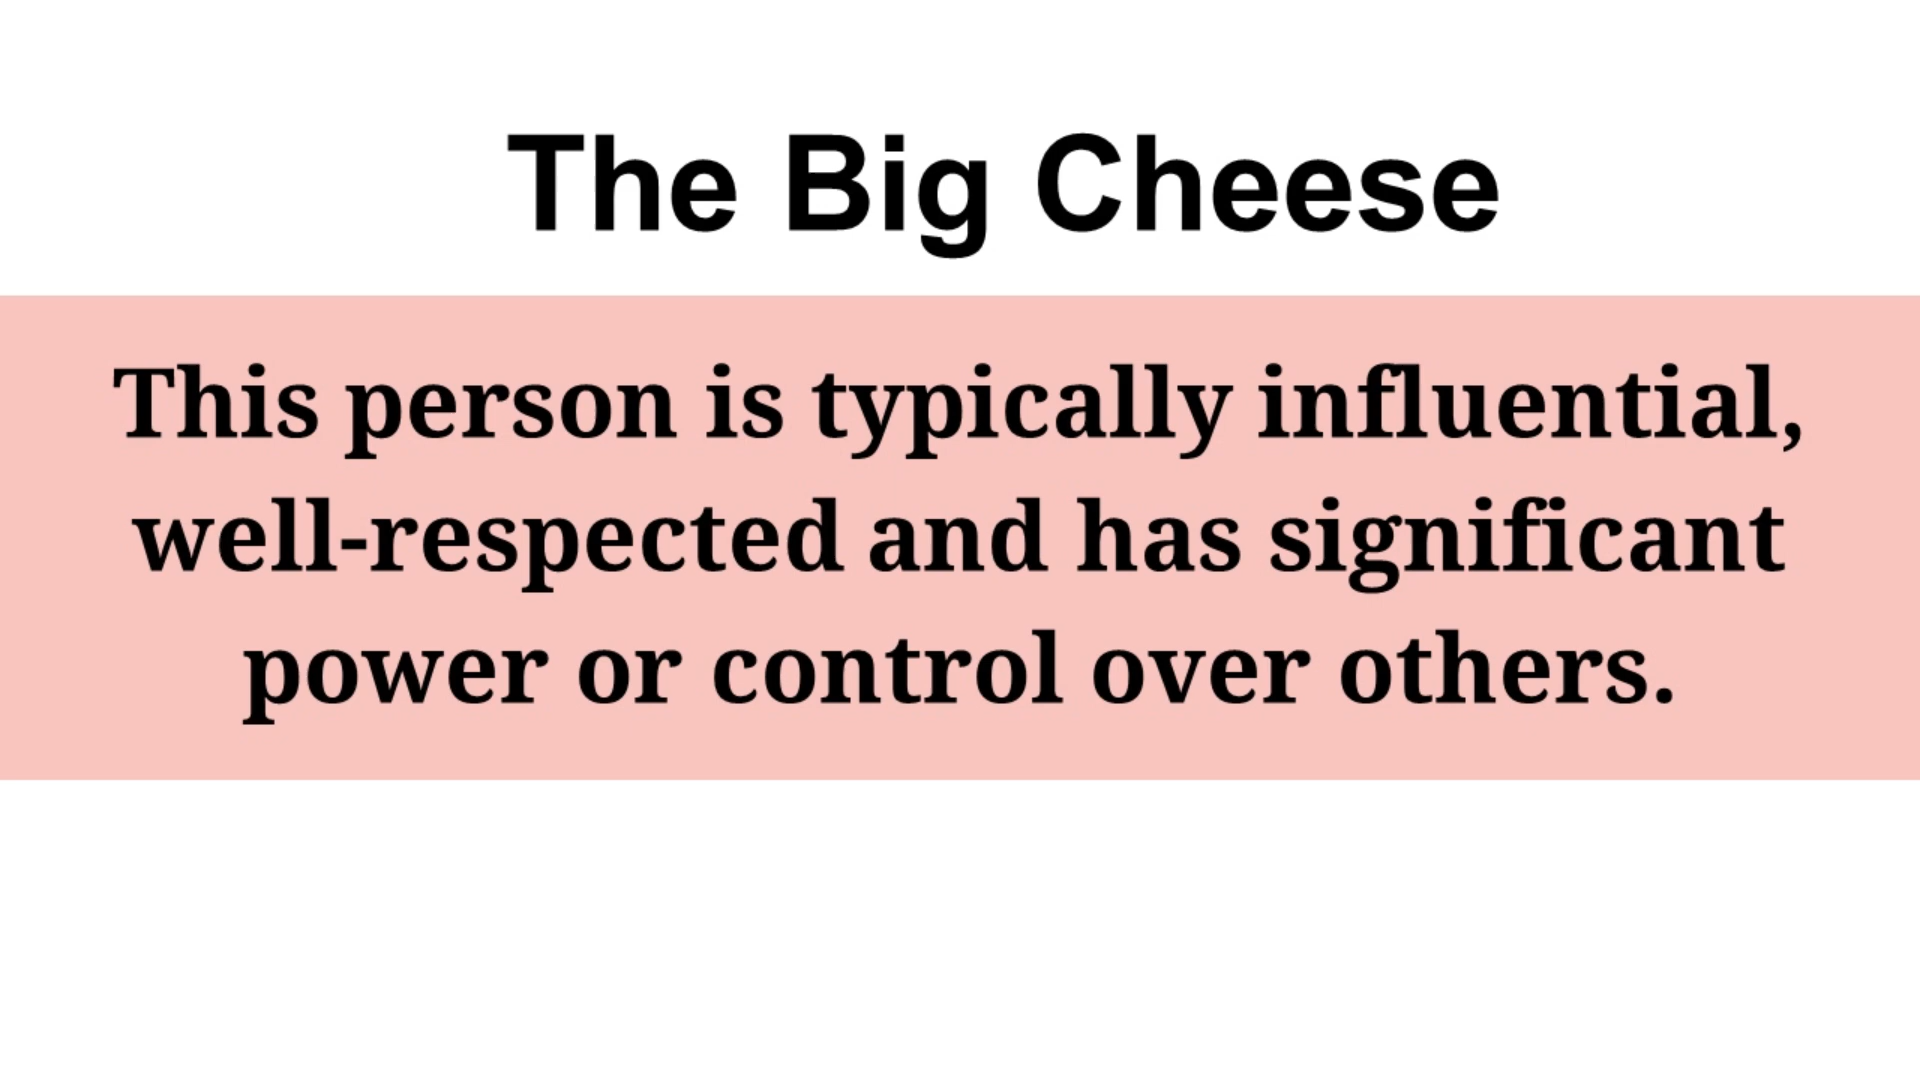 The Big Cheese
This person is typically influential,
well-respected and has significant
power or control over others.